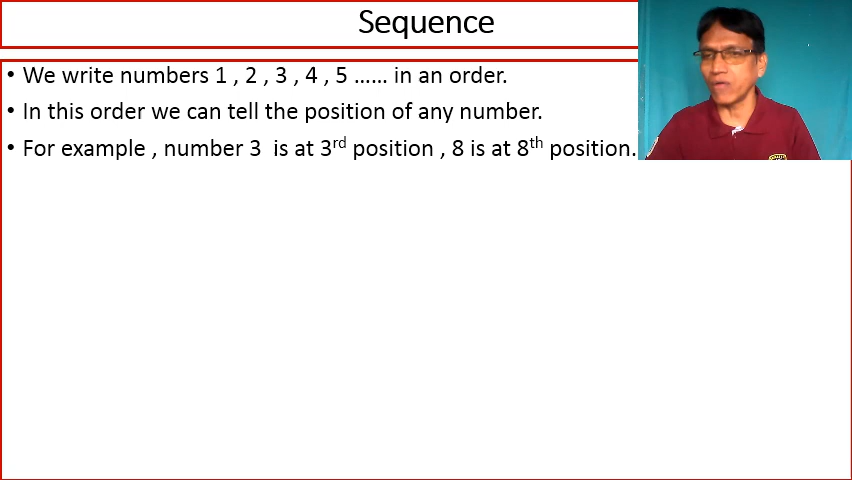 Sequence
• We write numbers 1 , 2 , 3 , 4 , 5 …… in an order.
• In this order we can tell the position of any number.
• For example , number 3  is at 3rd position , 8 is at 8th position.